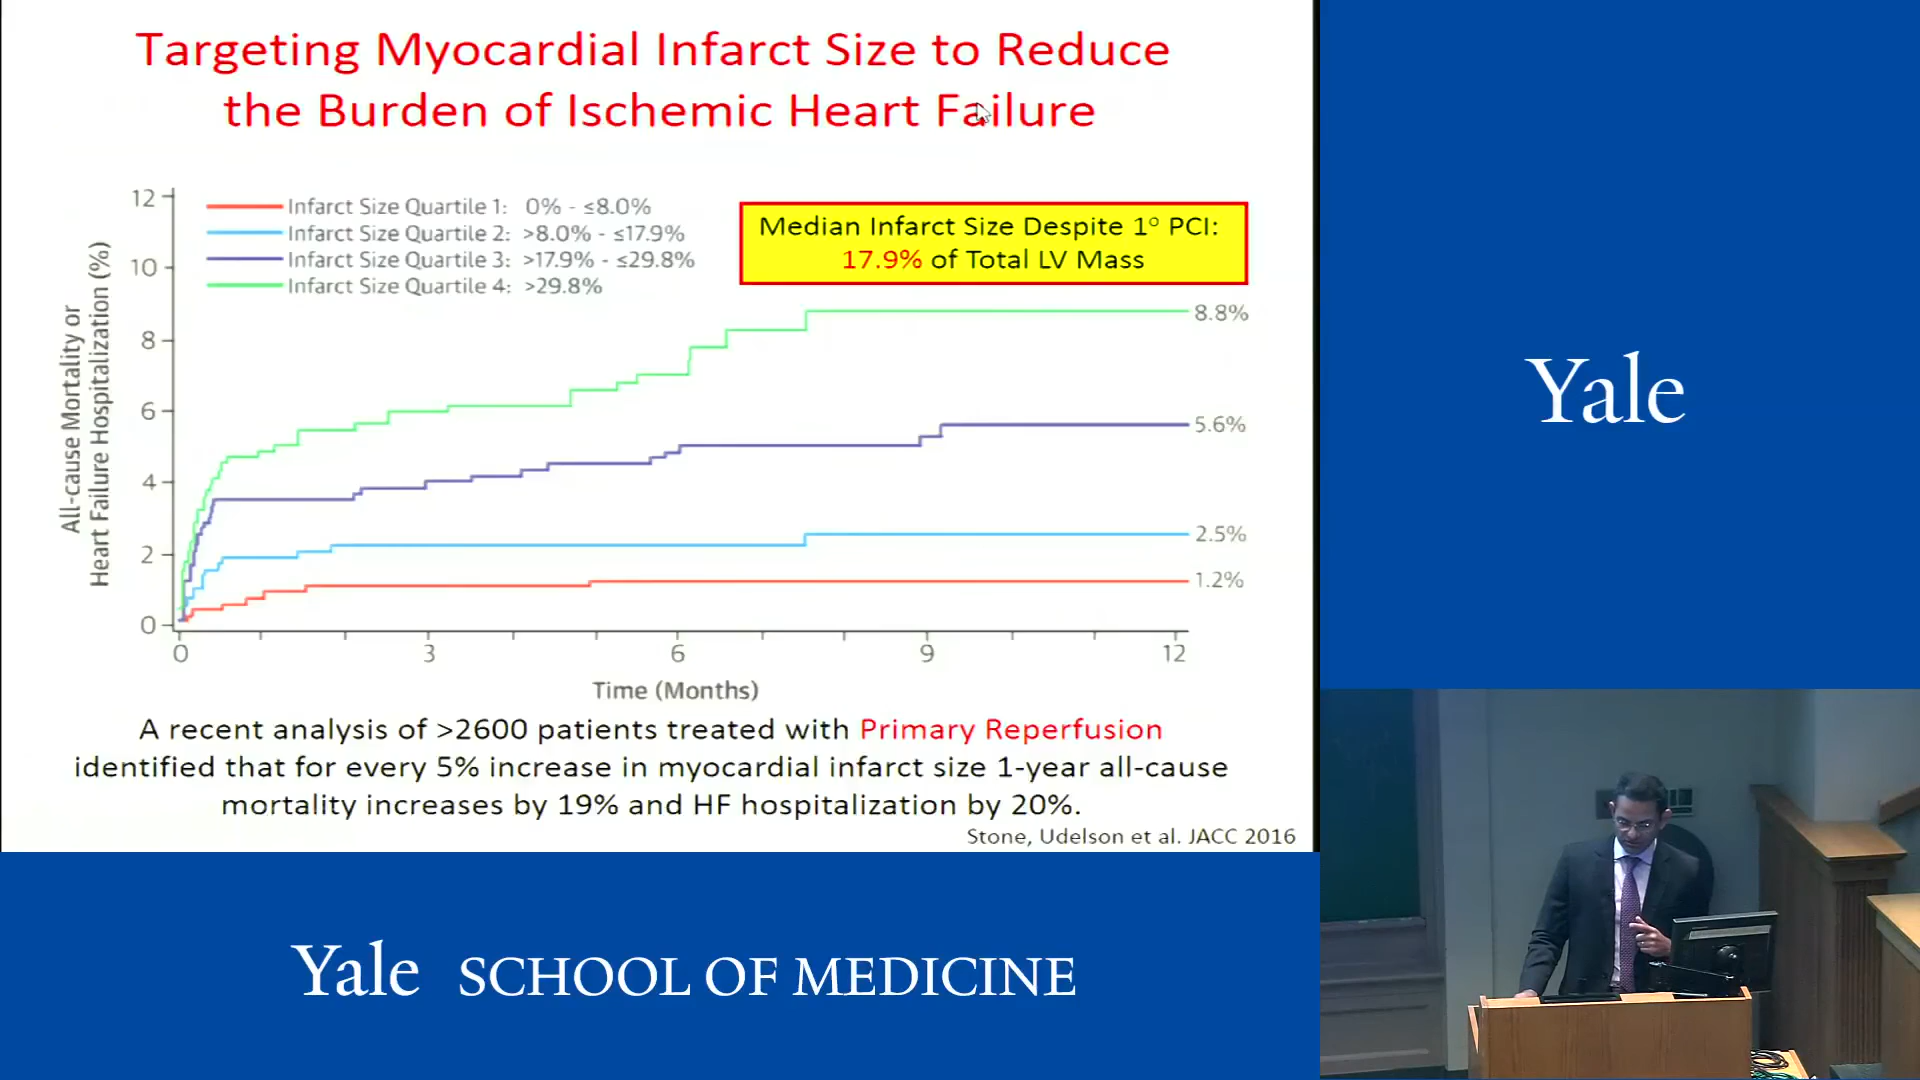 Targeting Myocardial Infarct Size to Reduce
the Burden of Ischemic Heart Failure
12
10
8
6
4
2
0
All-cause Mortality or
Heart Failure Hospitalization (%)
Infarct Size Quartile 1: 0% - ≤8.0%
Infarct Size Quartile 2: >8.0% - ≤17.9%
Infarct Size Quartile 3: >17.9% - ≤29.8%
Infarct Size Quartile 4: >29.8%
Median Infarct Size Despite 1° PCI:
17.9% of Total LV Mass
8.8%
5.6%
2.5%
1.2%
0 3 6 9 12
Time (Months)
A recent analysis of >2600 patients treated with Primary Reperfusion
identified that for every 5% increase in myocardial infarct size 1-year all-cause
mortality increases by 19% and HF hospitalization by 20%.
Stone, Udelson et al. JACC 2016
Yale
Yale SCHOOL OF MEDICINE